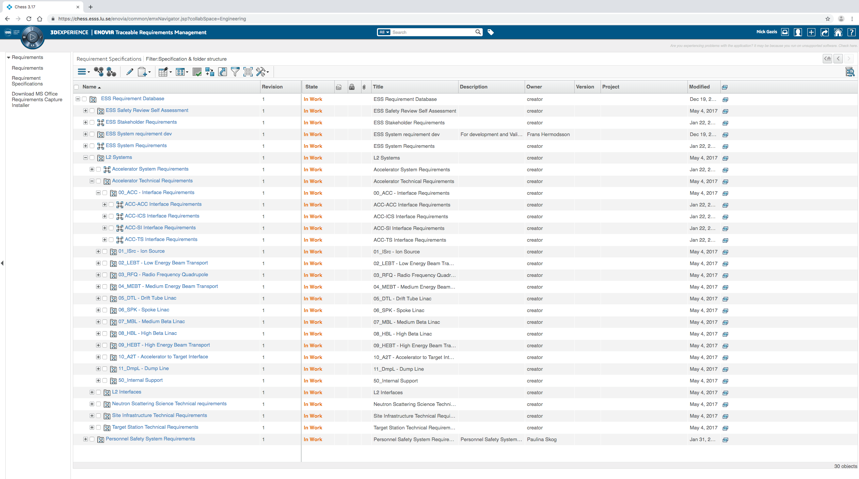 Chess 3.17
https://chess.esss.lu.se/enovia/common/emxNavigator.jsp?collabSpace=Engineering
3DEXPERIENCE | ENOVIA Traceable Requirements Management
All
Search
Nick Gazis
Requirements
Requirements
Requirement
Specifications
Download MS Office
Requirements Capture
Installer
Requirement Specifications: Filter:Specification & folder structure
Name Revision State Title Description Owner Version Project Modified
ESS Requirement Database 1 In Work ESS Requirement Database creator Dec 19, 2...
ESS Safety Review Self Assessment 1 In Work ESS Safety Review Self Assessment creator May 4, 2017
ESS Stakeholder Requirements 1 In Work ESS Stakeholder Requirements creator Jan 22, 2...
ESS System requirement dev 1 In Work ESS System requirement dev For development and Vali... Frans Hermodsson Dec 19, 2...
ESS System Requirements 1 In Work ESS System Requirements creator Jan 22, 2...
L2 Systems 1 In Work L2 Systems creator May 4, 2017
Accelerator System Requirements 1 In Work Accelerator System Requirements creator May 4, 2017
Accelerator Technical Requirements 1 In Work Accelerator Technical Requirements creator May 4, 2017
00_ACC - Interface Requirements 1 In Work 00_ACC - Interface Requirements creator May 4, 2017
ACC-ACC Interface Requirements 1 In Work ACC-ACC Interface Requirements creator Jan 22, 2...
ACC-ICS Interface Requirements 1 In Work ACC-ICS Interface Requirements creator Jan 22, 2...
ACC-SI Interface Requirements 1 In Work ACC-SI Interface Requirements creator Jan 22, 2...
ACC-TS Interface Requirements 1 In Work ACC-TS Interface Requirements creator Jan 22, 2...
01_ISrc - Ion Source 1 In Work 01_ISrc - Ion Source creator May 4, 2017
02_LEBT - Low Energy Beam Transport 1 In Work 02_LEBT - Low Energy Beam Tra... creator May 4, 2017
03_RFQ - Radio Frequency Quadrupole 1 In Work 03_RFQ - Radio Frequency Quadr... creator May 4, 2017
04_MEBT - Medium Energy Beam Transport 1 In Work 04_MEBT - Medium Energy Beam ... creator May 4, 2017
05_DTL - Drift Tube Linac 1 In Work 05_DTL - Drift Tube Linac creator May 4, 2017
06_SPK - Spoke Linac 1 In Work 06_SPK - Spoke Linac creator May 4, 2017
07_MBL - Medium Beta Linac 1 In Work 07_MBL - Medium Beta Linac creator May 4, 2017
08_HBL - High Beta Linac 1 In Work 08_HBL - High Beta Linac creator May 4, 2017
09_HEBT - High Energy Beam Transport 1 In Work 09_HEBT - High Energy Beam Tra... creator May 4, 2017
10_A2T - Accelerator to Target Interface 1 In Work 10_A2T - Accelerator to Target Int... creator May 4, 2017
11_DmpL - Dump Line 1 In Work 11_DmpL - Dump Line creator May 4, 2017
50_Internal Support 1 In Work 50_Internal Support creator May 4, 2017
L2 Interfaces 1 In Work L2 Interfaces creator May 4, 2017
Neutron Scattering Science Technical requirements 1 In Work Neutron Scattering Science Techni... creator May 4, 2017
Site Infrastructure Technical Requirements 1 In Work Site Infrastructure Technical Requi... creator May 4, 2017
Target Station Technical Requirements 1 In Work Target Station Technical Requirem... creator May 4, 2017
Personnel Safety System Requirements 1 In Work Personnel Safety System Require... Personnel Safety System... Paulina Skog Jan 31, 2...
30 objects